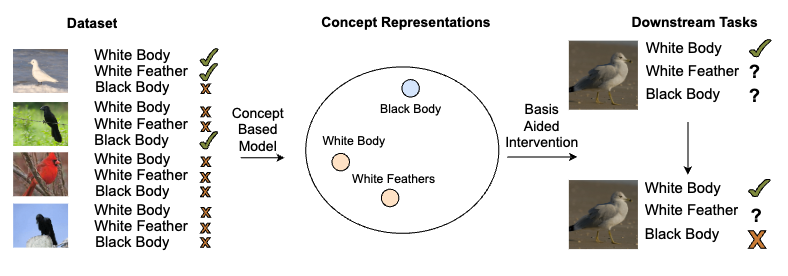 Dataset
White Body
White Feather
Black Body
White Body
White Feather
Black Body
White Body
White Feather
Black Body
White Body
White Feather
Black Body
Concept
Based
Model
Concept Representations
Black Body
White Body
White Feathers
Basis
Aided
Intervention
Downstream Tasks
White Body
White Feather ?
Black Body ?
White Body
White Feather ?
Black Body